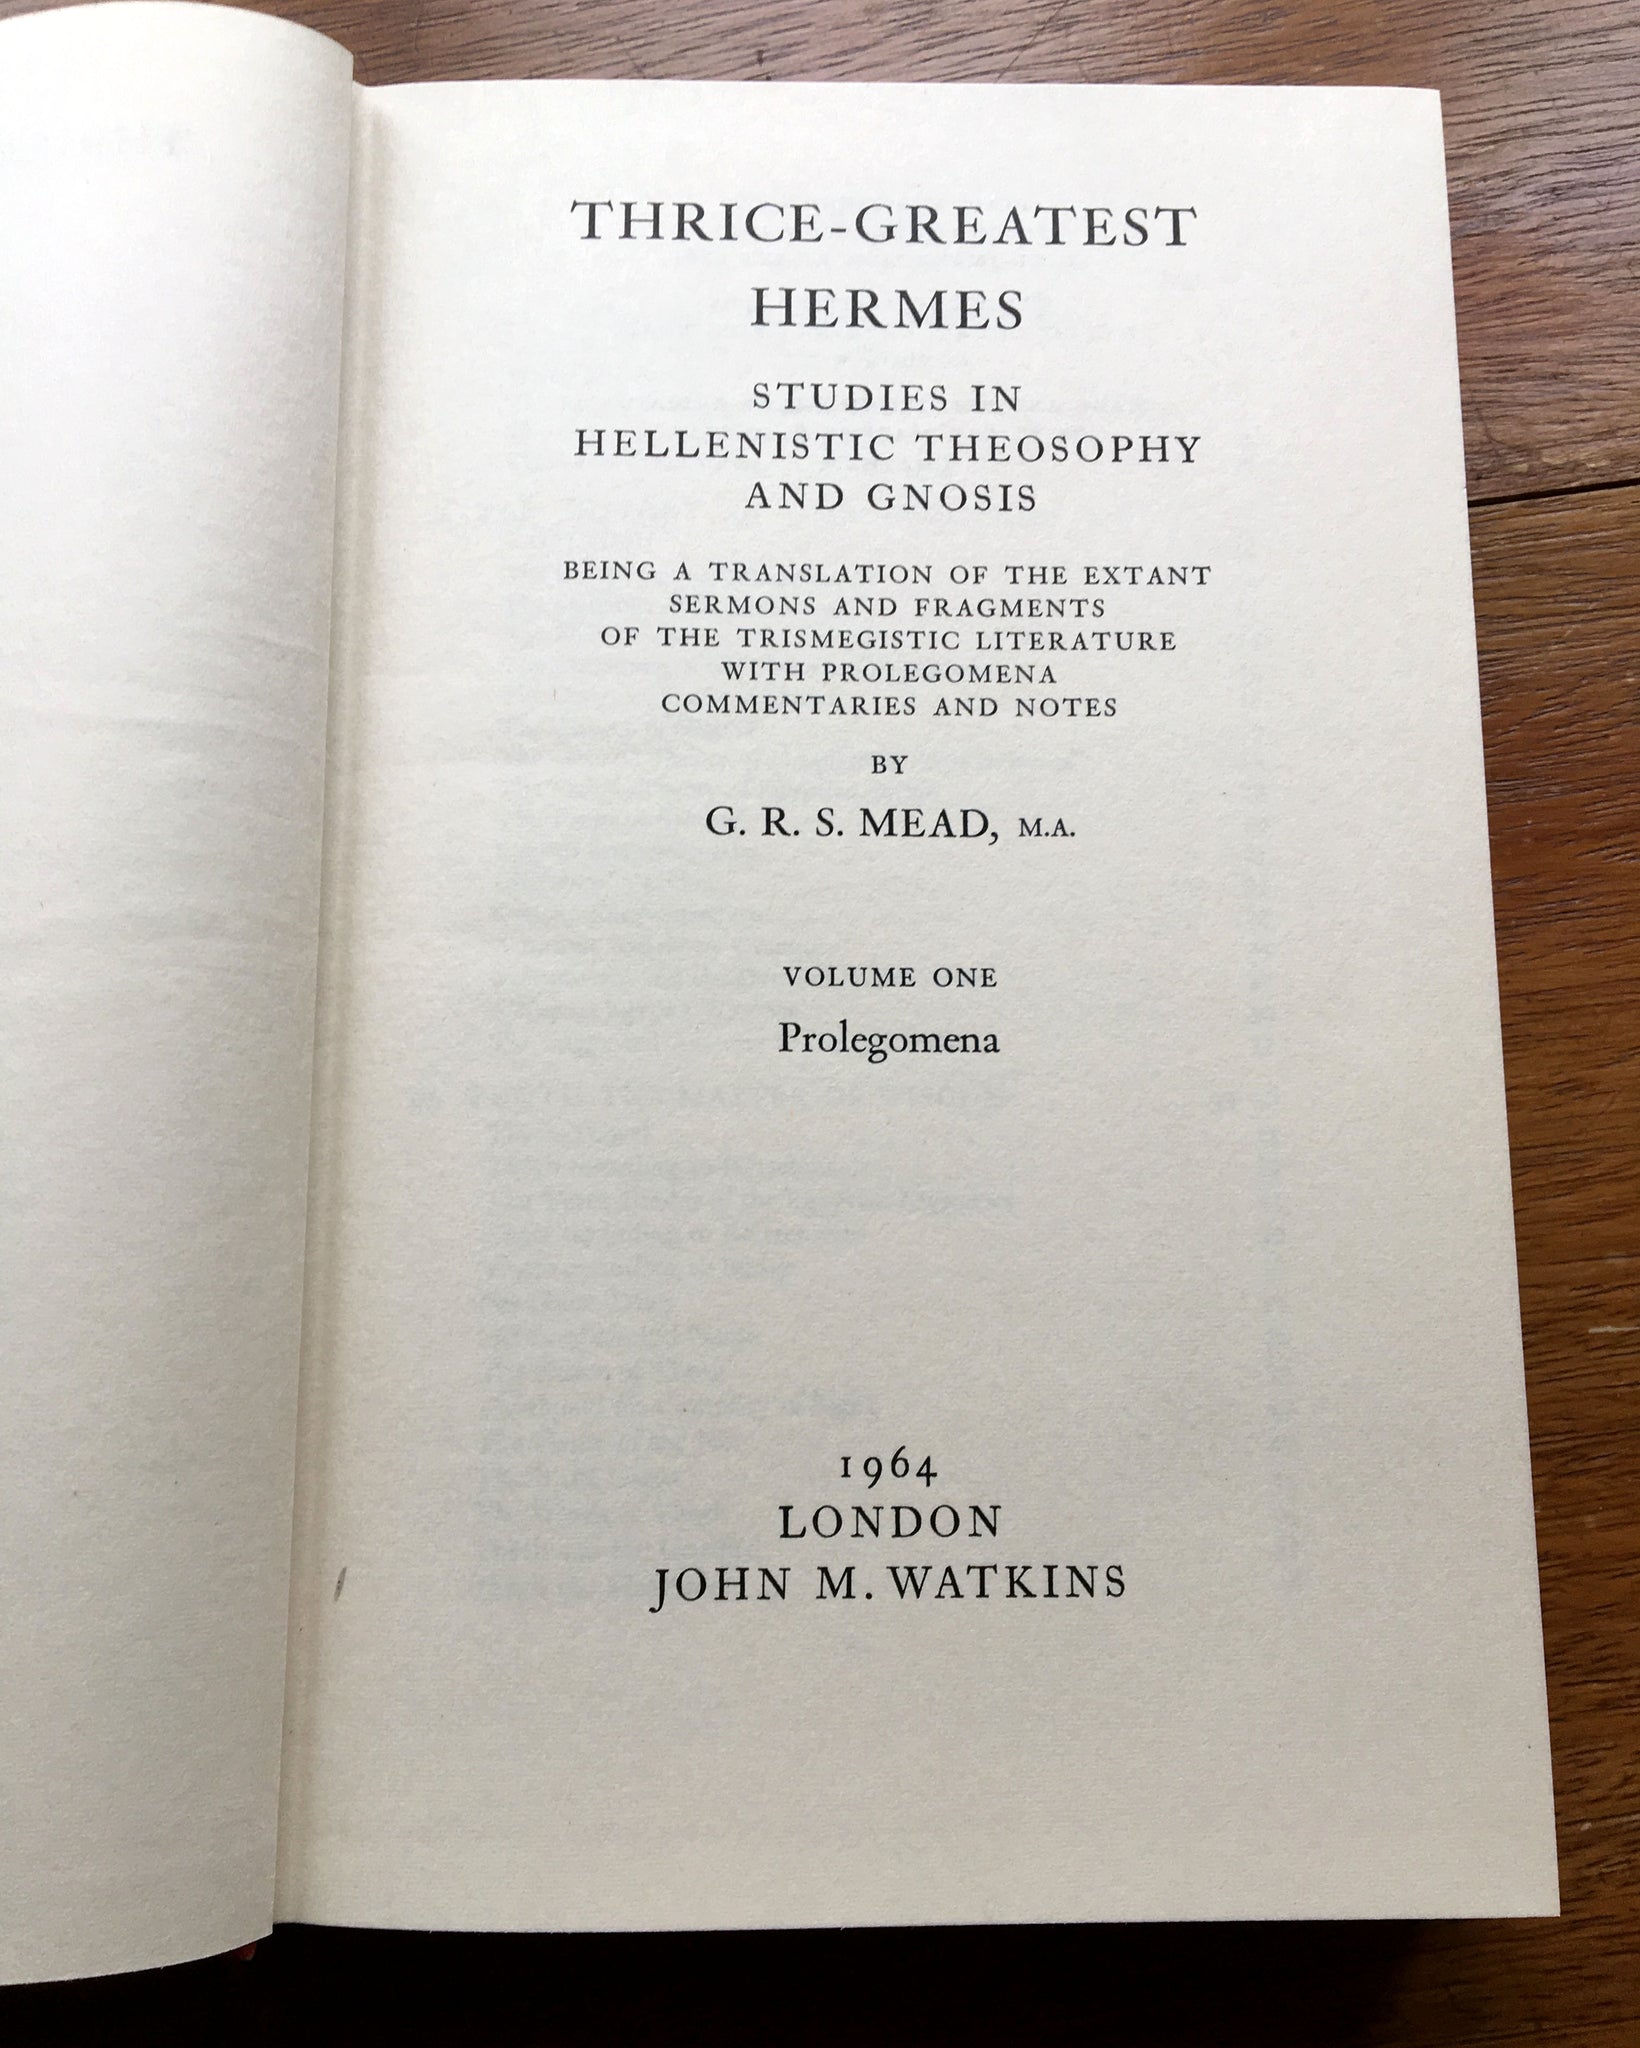 THRICE-GREATEST
HERMES
STUDIES IN
HELLENISTIC THEOSOPHY
AND GNOSIS
BEING A TRANSLATION OF THE EXTANT
SERMONS AND FRAGMENTS
OF THE TRISMEGISTIC LITERATURE
WITH PROLEGOMENA
COMMENTARIES AND NOTES
BY
G. R. S. MEAD, M.A.
VOLUME ONE
Prolegomena
1964
LONDON
JOHN M. WATKINS